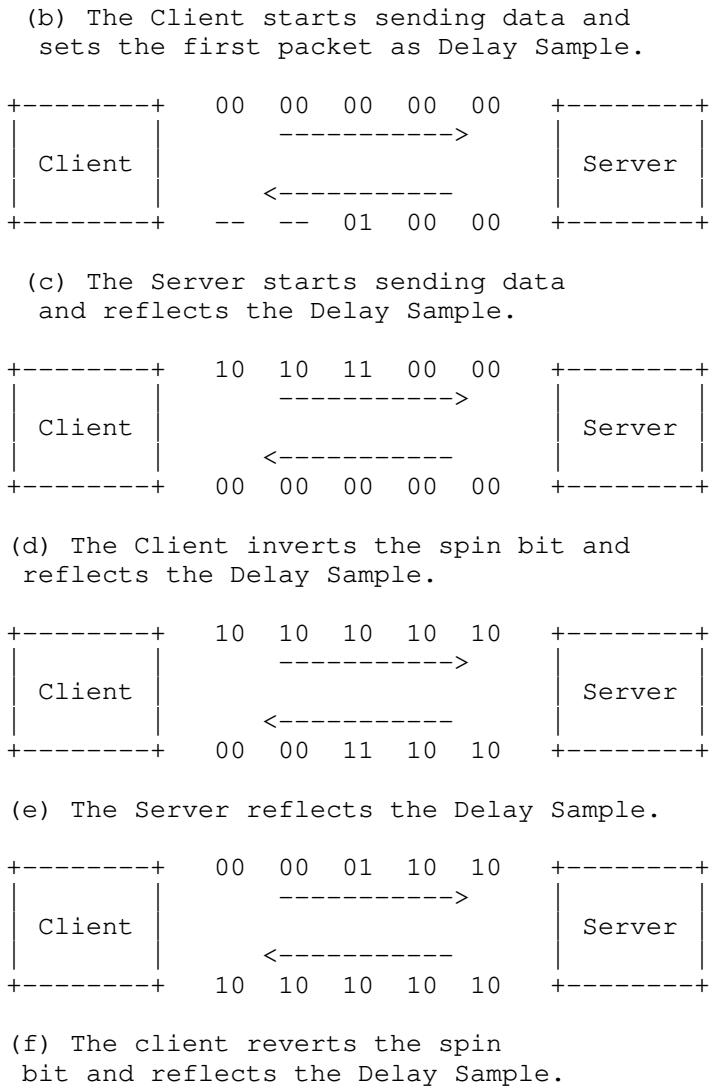 (b) The Client starts sending data and
sets the first packet as Delay Sample.
+--------+   00  00  00  00  00   +--------+
|        |       ----------->     |        |
| Client |                        | Server |
|        |      <-----------      |        |
+--------+   --  --  01  00  00   +--------+
(c) The Server starts sending data
and reflects the Delay Sample.
+--------+   10  10  11  00  00   +--------+
|        |       ----------->     |        |
| Client |                        | Server |
|        |      <-----------      |        |
+--------+   00  00  00  00  00   +--------+
(d) The Client inverts the spin bit and
reflects the Delay Sample.
+--------+   10  10  10  10  10   +--------+
|        |       ----------->     |        |
| Client |                        | Server |
|        |      <-----------      |        |
+--------+   00  00  11  10  10   +--------+
(e) The Server reflects the Delay Sample.
+--------+   00  00  01  10  10   +--------+
|        |       ----------->     |        |
| Client |                        | Server |
|        |      <-----------      |        |
+--------+   10  10  10  10  10   +--------+
(f) The client reverts the spin
bit and reflects the Delay Sample.